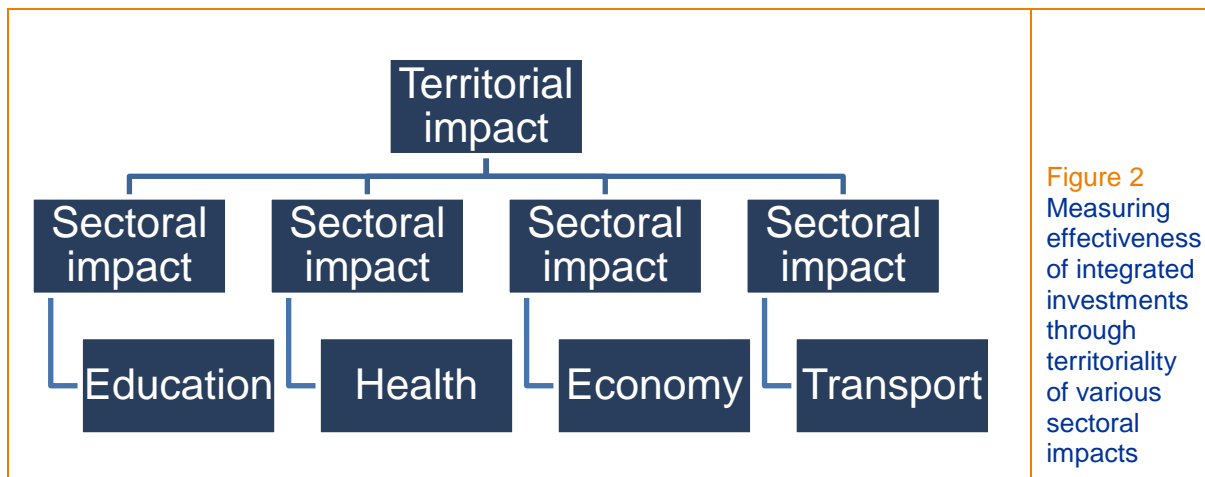 Territorial
impact
Sectoral
impact
Sectoral
impact
Sectoral
impact
Sectoral
impact
Education
Health
Economy
Transport
Figure 2
Measuring
effectiveness
of integrated
investments
through
territoriality
of various
sectoral
impacts